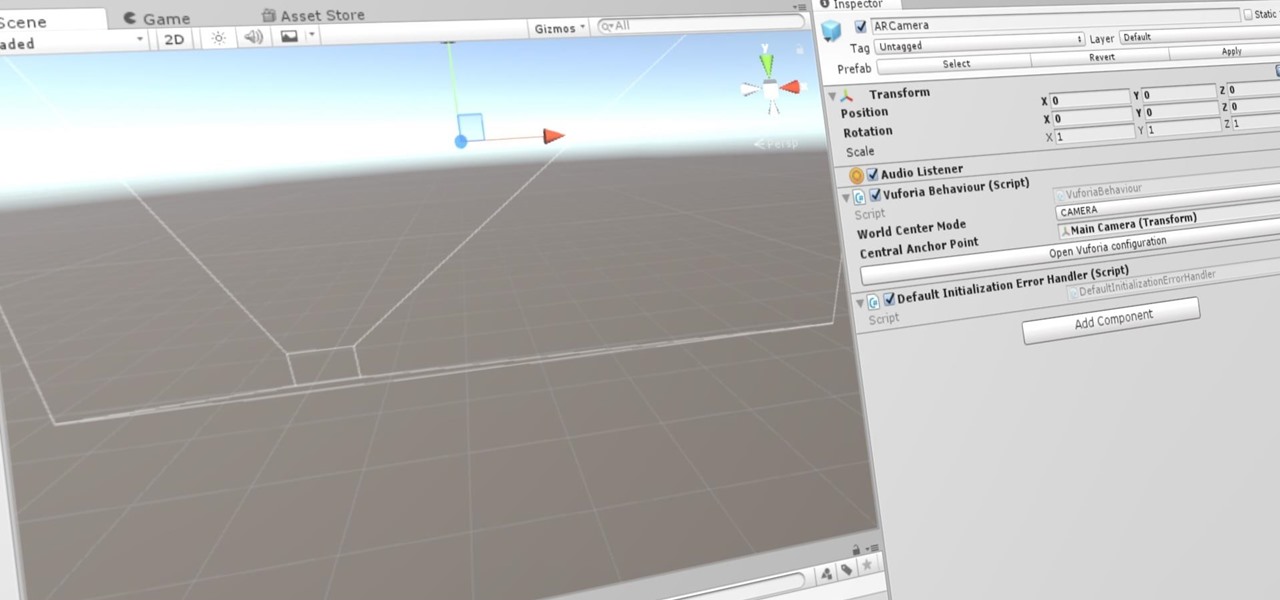 Scene Game Asset Store
aded 2D Gizmos All
y
Persp
Inspector
ARCamera Static
Tag Untagged Layer Default
Prefab Select Revert Apply
Transform
Position X 0 Y 0 Z 0
Rotation X 0 Y 0 Z 0
Scale X 1 Y 1 Z 1
Audio Listener
Vuforia Behaviour (Script)
Script VuforiaBehaviour
World Center Mode CAMERA
Central Anchor Point Main Camera (Transform)
Open Vuforia configuration
Default Initialization Error Handler (Script)
Script DefaultInitializationErrorHandler
Add Component